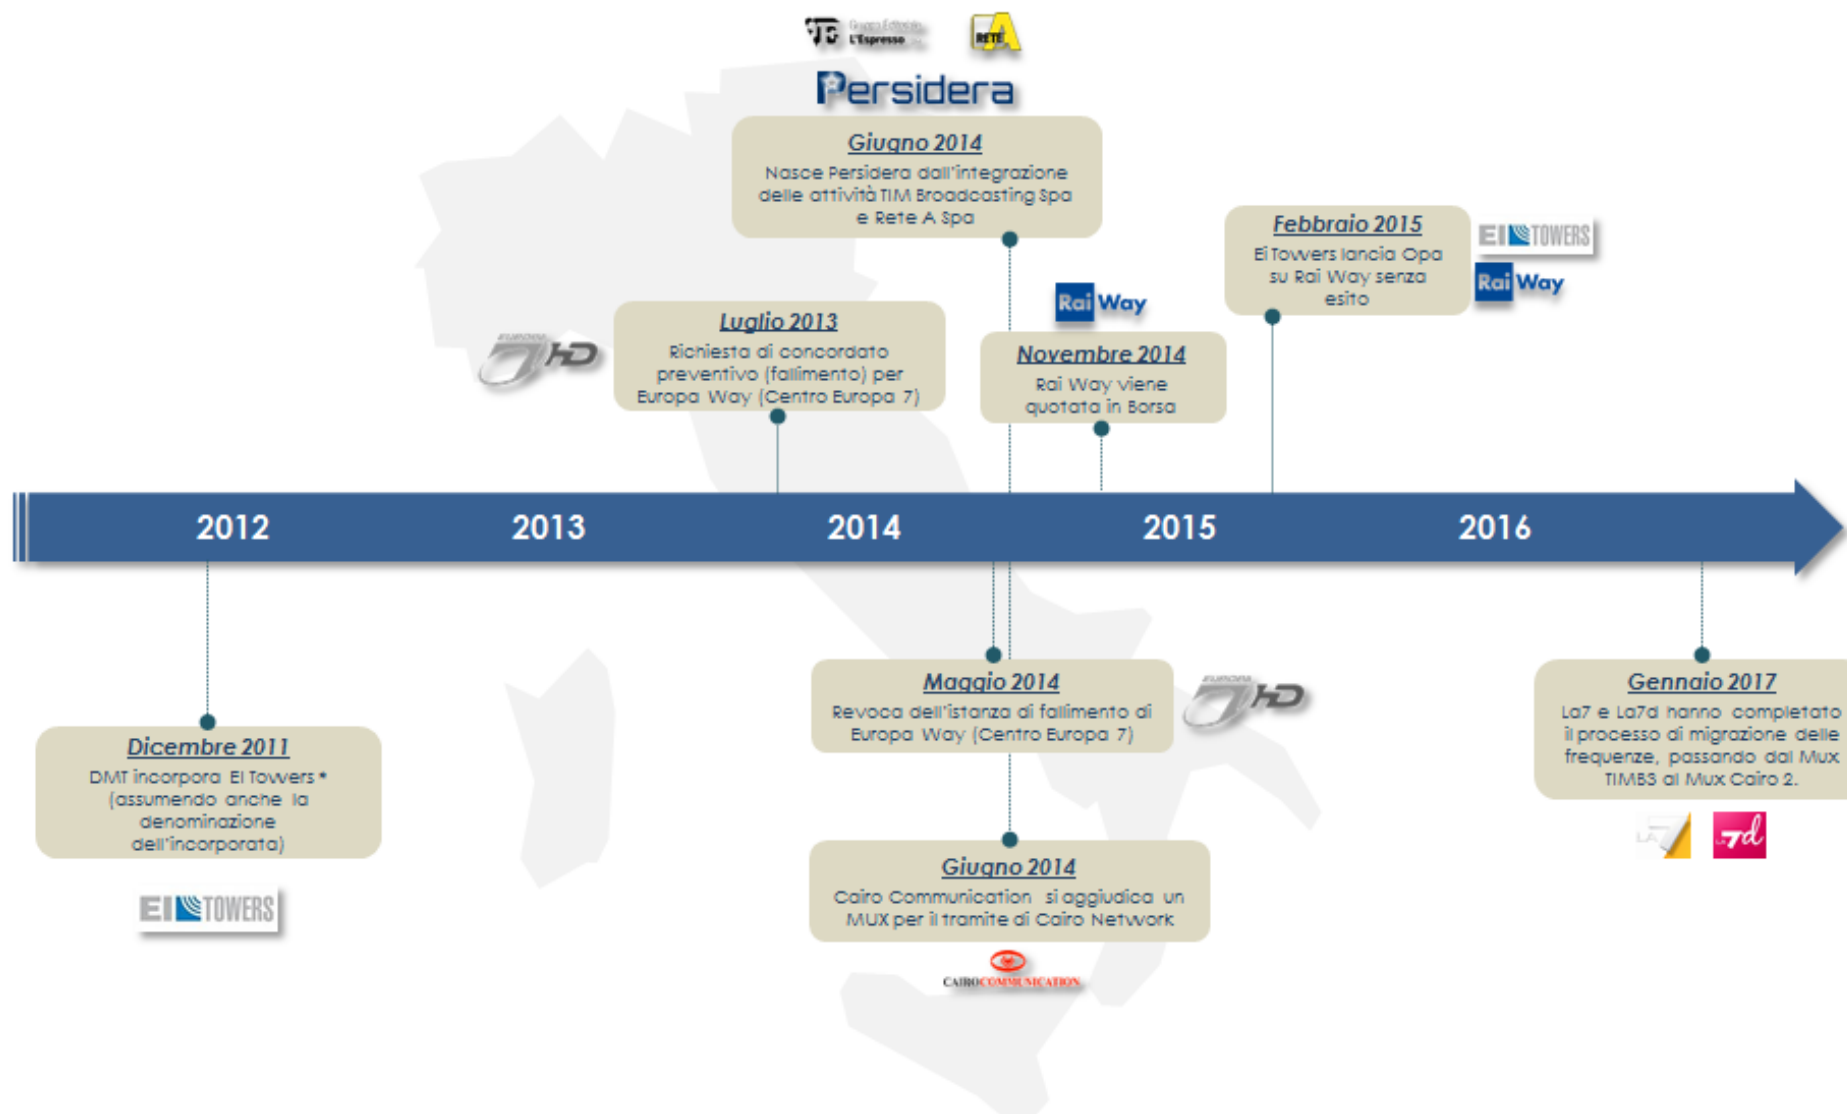 Gruppo Editoriale
L'Espresso
RETE A
Persidera
Giugno 2014
Nasce Persidera dall'integrazione
delle attività TIM Broadcasting Spa
e Rete A Spa
Febbraio 2015
Ei Towers lancia Opa
su Rai Way senza
esito
EI TOWERS
Rai Way
Rai Way
Luglio 2013
Richiesta di concordato
preventivo (fallimento) per
Europa Way (Centro Europa 7)
EUROPA
7 HD
Novembre 2014
Rai Way viene
quotata in Borsa
2012 2013 2014 2015 2016
Maggio 2014
Revoca dell'istanza di fallimento di
Europa Way (Centro Europa 7)
EUROPA
7 HD
Gennaio 2017
La7 e La7d hanno completato
il processo di migrazione delle
frequenze, passando dal Mux
TIMB3 al Mux Cairo 2.
LA7
LA7d
Dicembre 2011
DMT incorpora EI Towers *
(assumendo anche la
denominazione
dell'incorporata)
EI TOWERS
Giugno 2014
Cairo Communication si aggiudica un
MUX per il tramite di Cairo Network
CAIROCOMMUNICATION